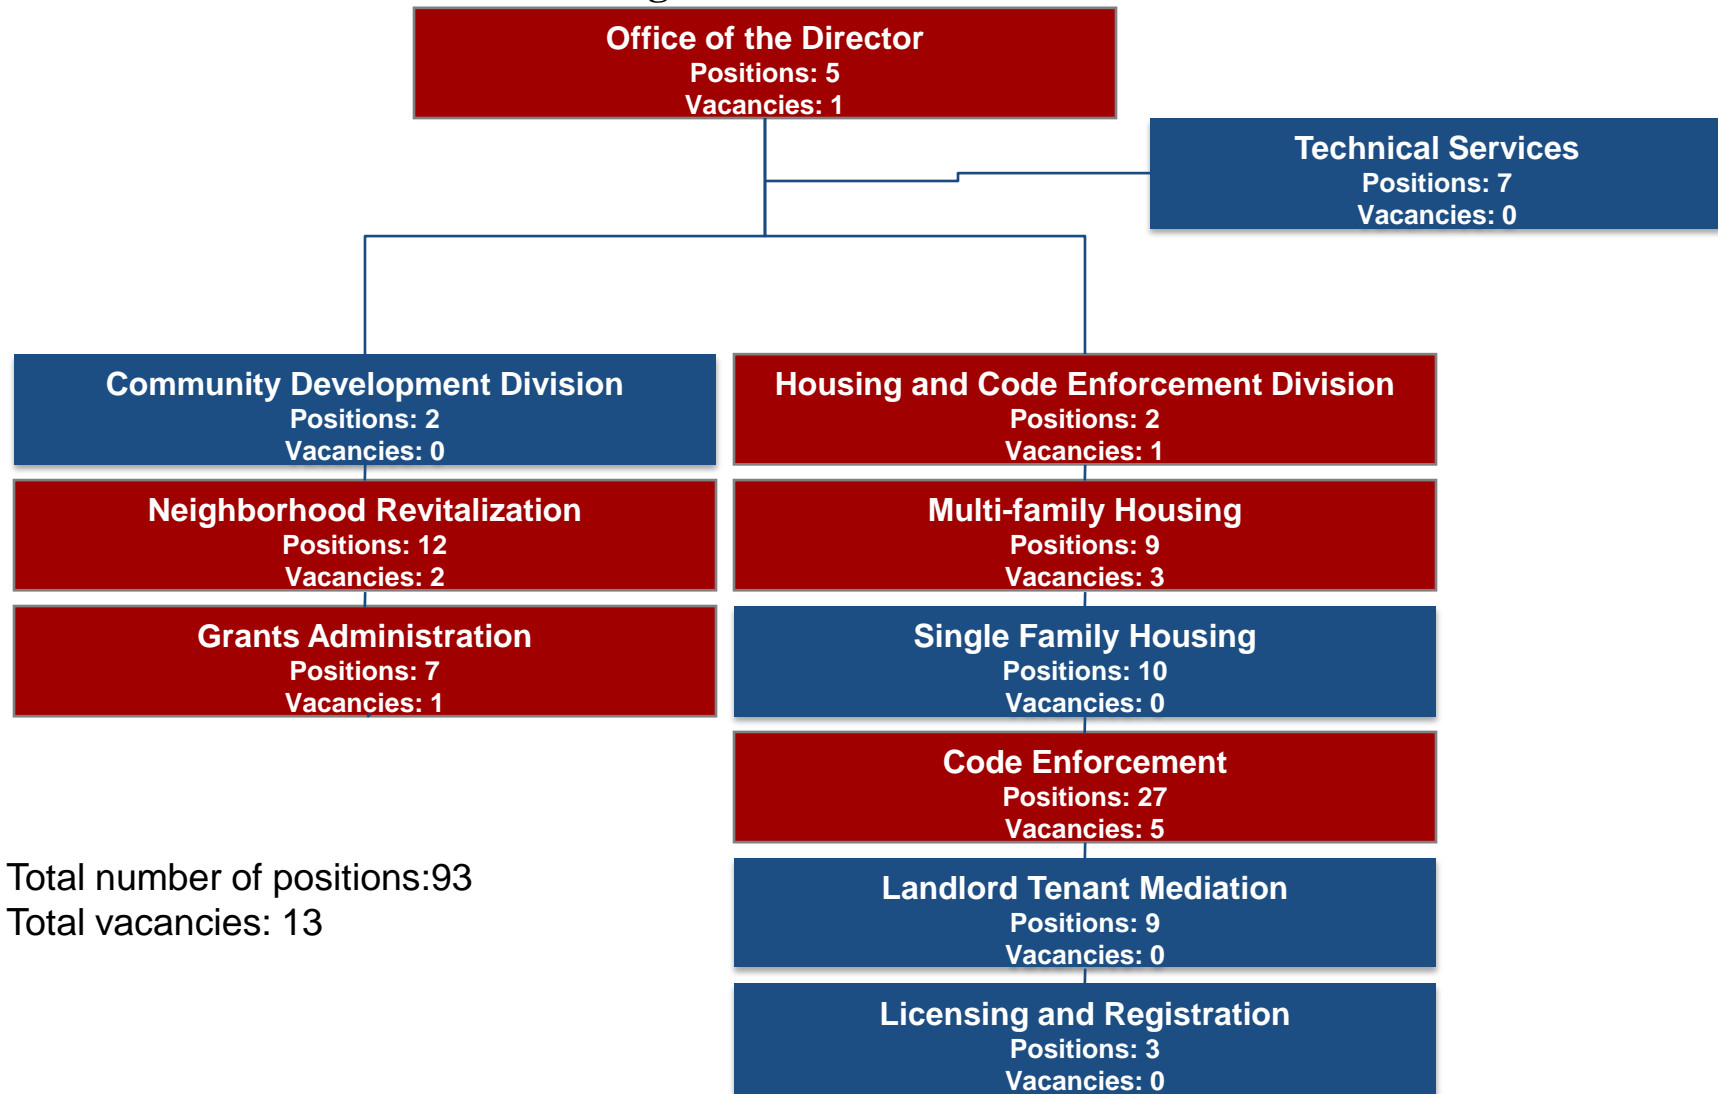 Office of the Director
Positions: 5
Vacancies: 1
Technical Services
Positions: 7
Vacancies: 0
Community Development Division
Positions: 2
Vacancies: 0
Housing and Code Enforcement Division
Positions: 2
Vacancies: 1
Neighborhood Revitalization
Positions: 12
Vacancies: 2
Multi-family Housing
Positions: 9
Vacancies: 3
Grants Administration
Positions: 7
Vacancies: 1
Single Family Housing
Positions: 10
Vacancies: 0
Code Enforcement
Positions: 27
Vacancies: 5
Total number of positions:93
Total vacancies: 13
Landlord Tenant Mediation
Positions: 9
Vacancies: 0
Licensing and Registration
Positions: 3
Vacancies: 0